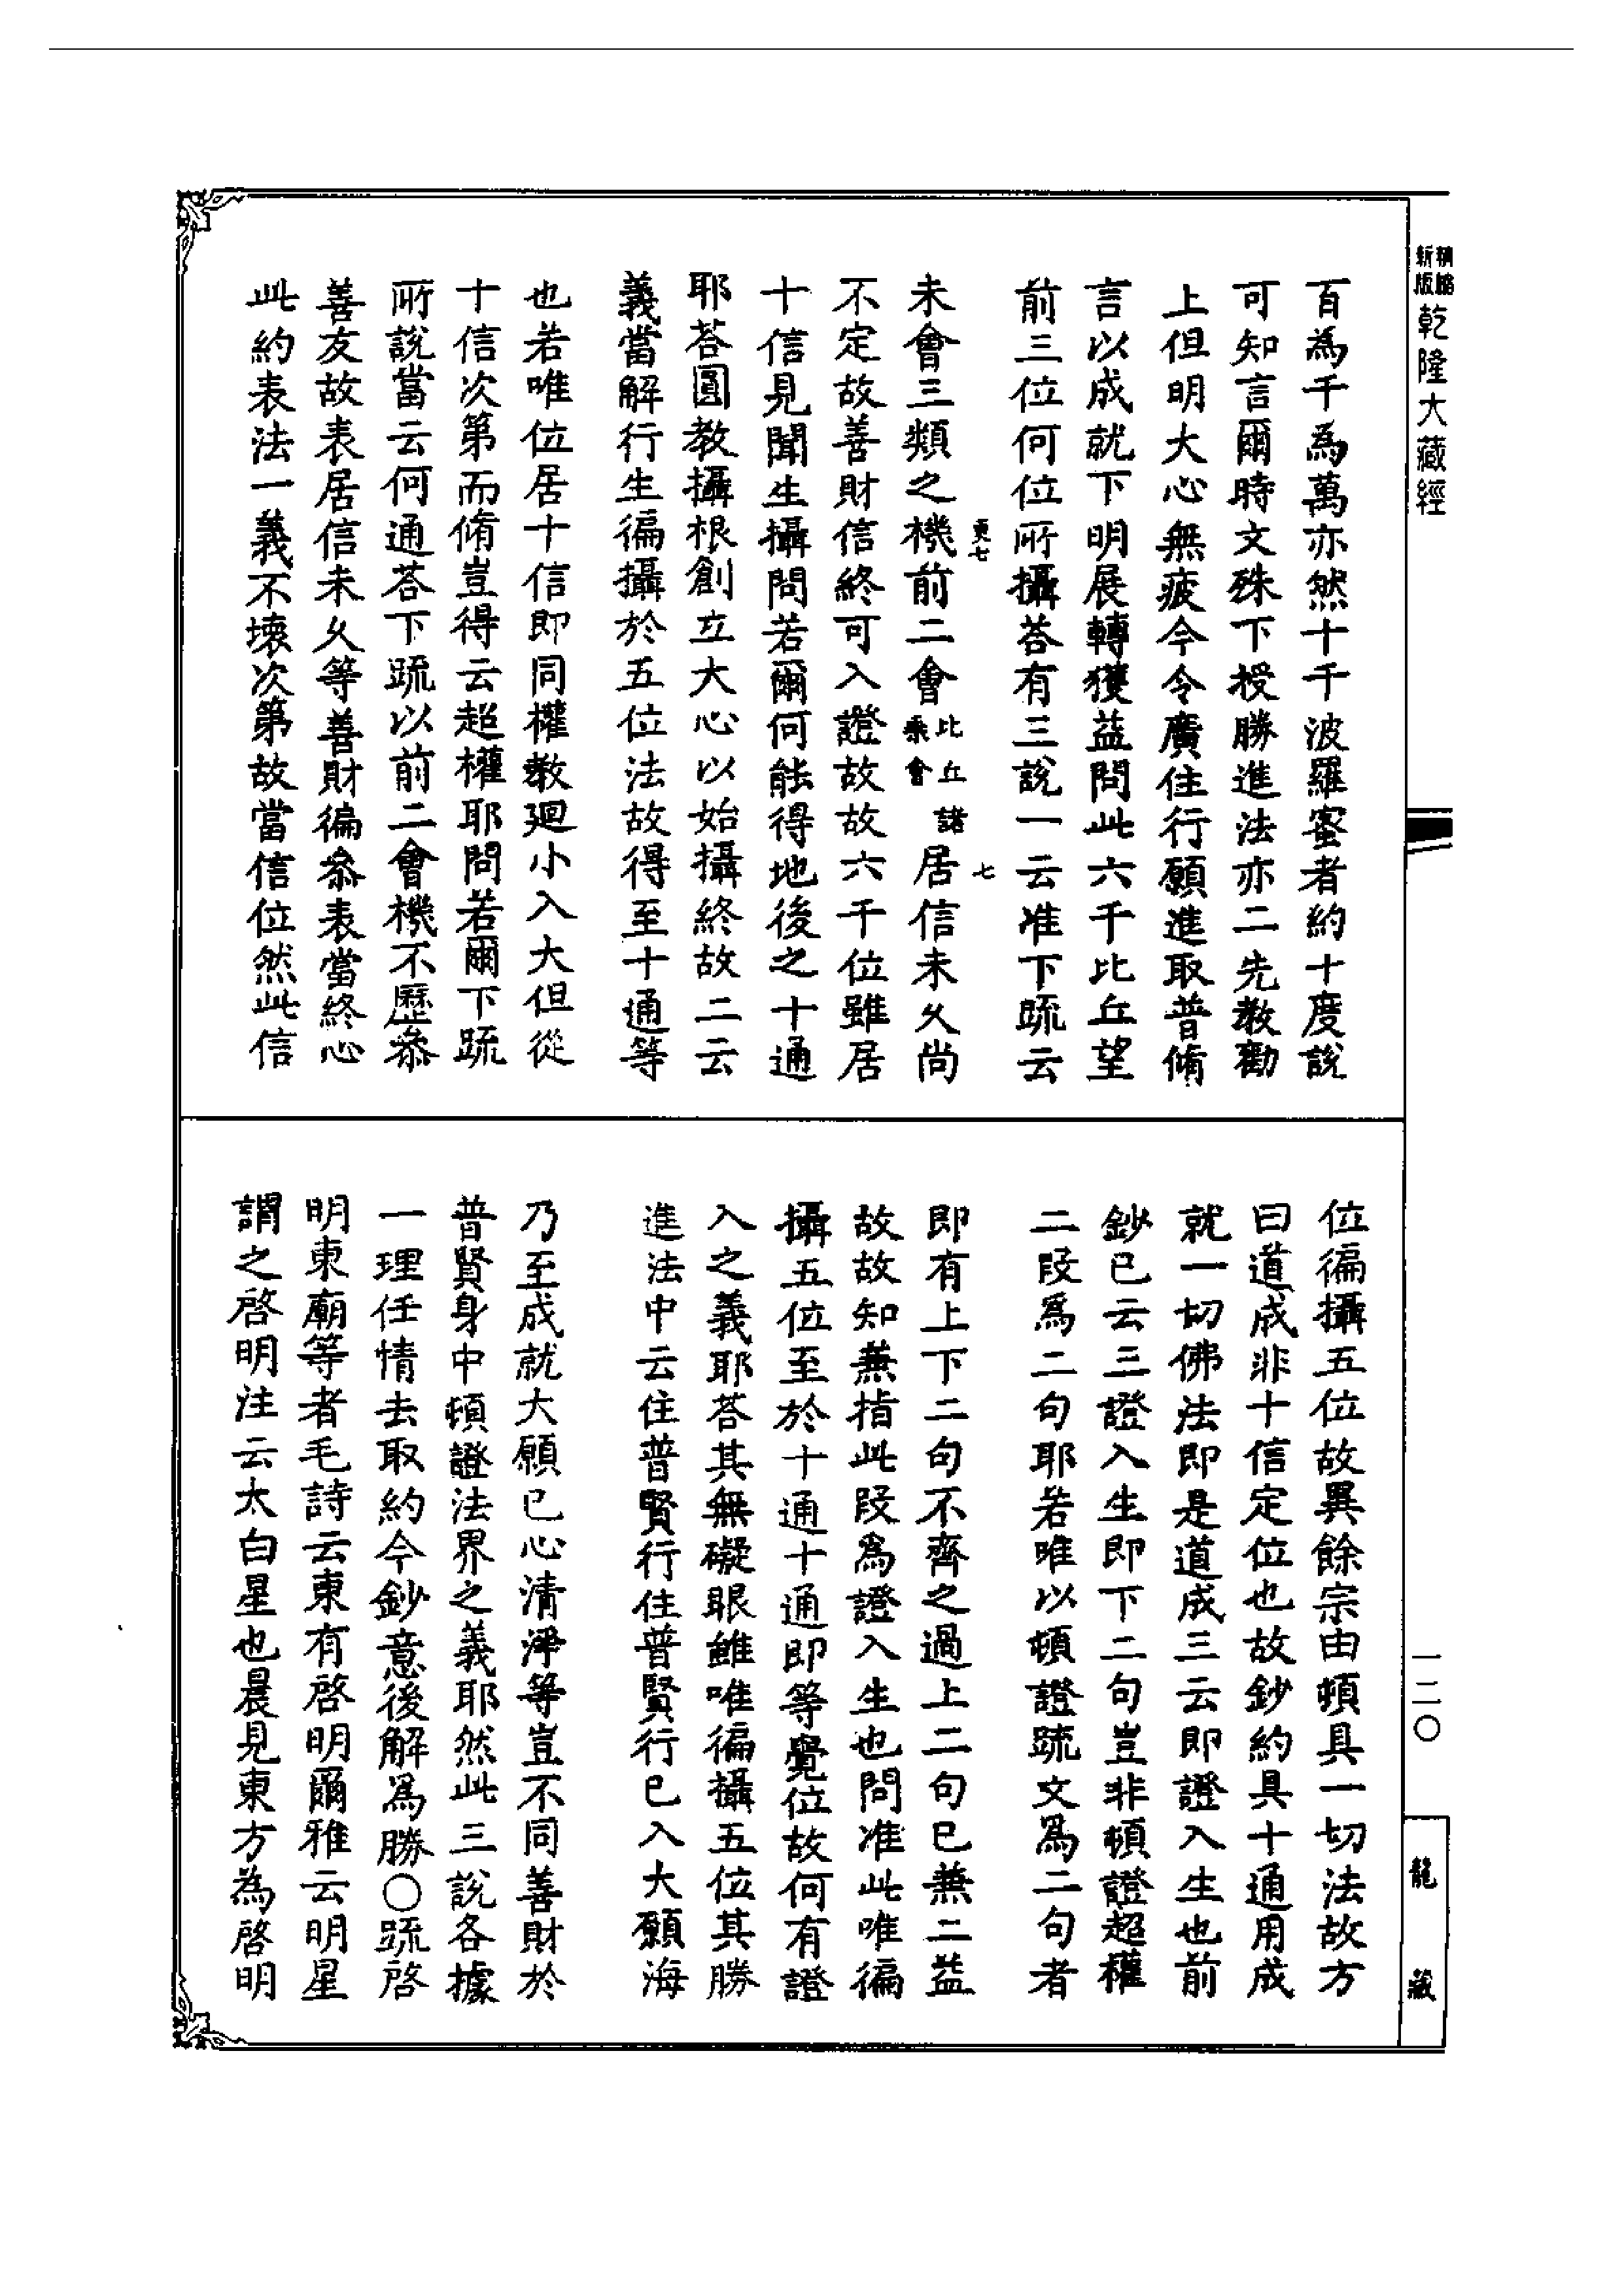 精縮
新版
乾隆大藏經
百為千為萬亦然十千波羅蜜者約十度說
可知言爾時文殊下授勝進法亦二先教勸
上但明大心無疲今令廣住行願進取普脩
言以成就下明展轉獲益問此六千比丘望
前三位何位所攝荅有三說一云准下疏云
更七
七
未會三類之機前二會比丘諸乘會居信未久尚
不定故善財信終可入證故故六千位雖居
十信見聞生攝問若爾何能得地後之十通
耶荅圓教攝根創立大心以始攝終故二云
義當解行生徧攝於五位法故得至十通等
也若唯位居十信即同權教迴小入大但從
十信次第而脩豈得云超權耶問若爾下疏
所說當云何通荅下疏以前二會機不歷叅
善友故表居信未久等善財徧叅表當終心
此約表法一義不壞次第故當信位然此信
位徧攝五位故異餘宗由頓具一切法故方
曰道成非十信定位也故鈔約具十通用成
就一切佛法即是道成三云即證入生也前
鈔已云三證入生即下二句豈非頓證超權
二段爲二句耶若唯以頓證疏文爲二句者
即有上下二句不齊之過上二句已兼二益
故故知兼指此段爲證入生也問准此唯徧
攝五位至於十通十通即等覺位故何有證
入之義耶荅其無礙眼雖唯徧攝五位其勝
進法中云住普賢行住普賢行已入大願海
乃至成就大願已心清淨等豈不同善財於
普賢身中頓證法界之義耶然此三說各據
一理任情去取約今鈔意後解爲勝〇疏啓
明東廟等者毛詩云東有啓明爾雅云明星
謂之啓明注云太白星也晨見東方為啓明
一二〇
龍藏